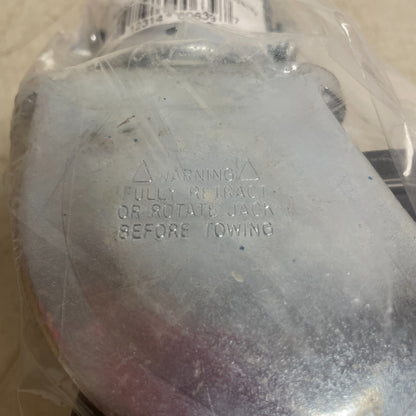 WARNING
FULLY RETRACT
OR ROTATE JACK
BEFORE TOWING